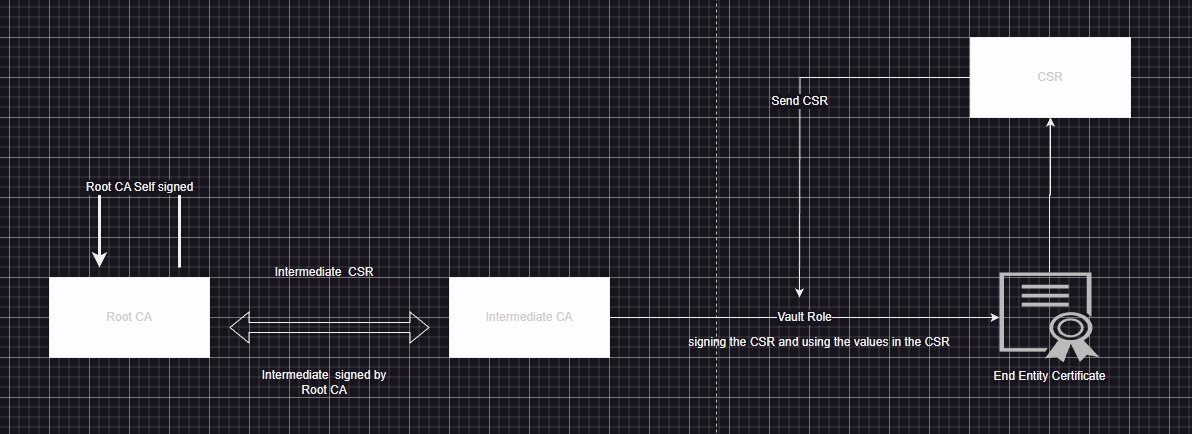 CSR
Send CSR
Root CA Self signed
Intermediate CSR
Root CA
Intermediate CA
Vault Role
signing the CSR and using the values in the CSR
Intermediate signed by
Root CA
End Entity Certificate